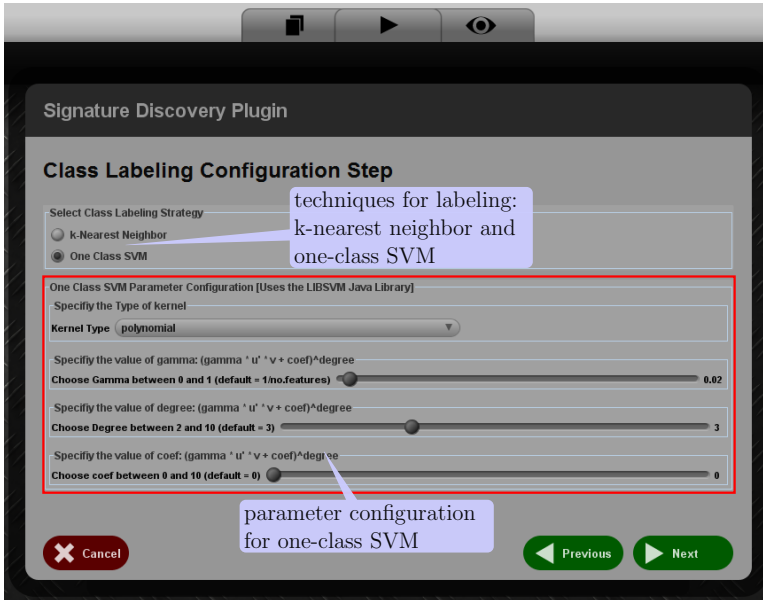 Signature Discovery Plugin
Class Labeling Configuration Step
techniques for labeling:
k-nearest neighbor and
one-class SVM
Select Class Labeling Strategy
k-Nearest Neighbor
One Class SVM
One Class SVM Parameter Configuration [Uses the LIBSVM Java Library]
Specifiy the Type of kernel
Kernel Type polynomial
Specifiy the value of gamma: (gamma * u' * v + coef)^degree
Choose Gamma between 0 and 1 (default = 1/no.features) 0.02
Specifiy the value of degree: (gamma * u' * v + coef)^degree
Choose Degree between 2 and 10 (default = 3) 3
Specifiy the value of coef: (gamma * u' * v + coef)^degree
Choose coef between 0 and 10 (default = 0) 0
parameter configuration
for one-class SVM
Cancel Previous Next